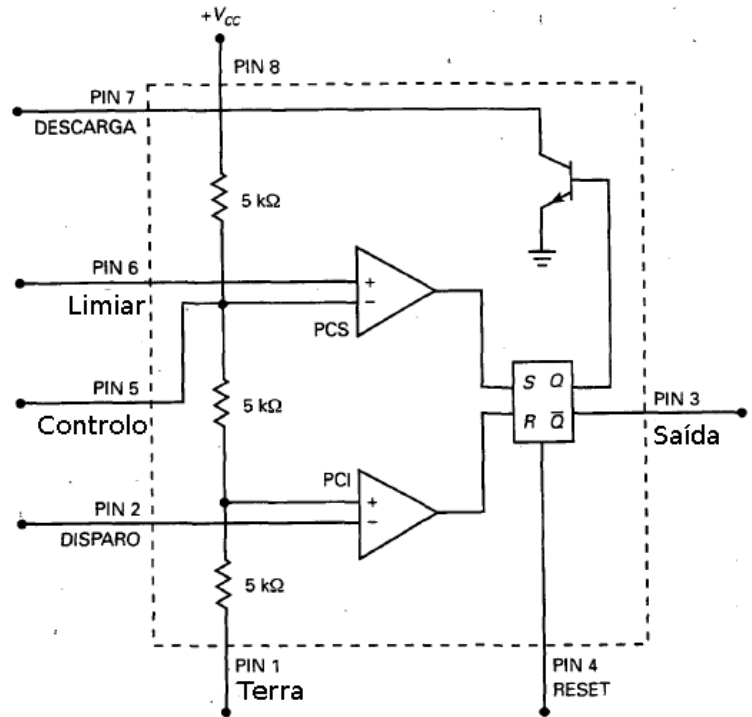 +V_CC
PIN 8
PIN 7
DESCARGA
5 kΩ
PIN 6
Limiar
+
−
PCS
PIN 5
Controlo
5 kΩ
S Q
R Q̅
PIN 3
Saída
PCI
+
−
PIN 2
DISPARO
5 kΩ
PIN 1
Terra
PIN 4
RESET